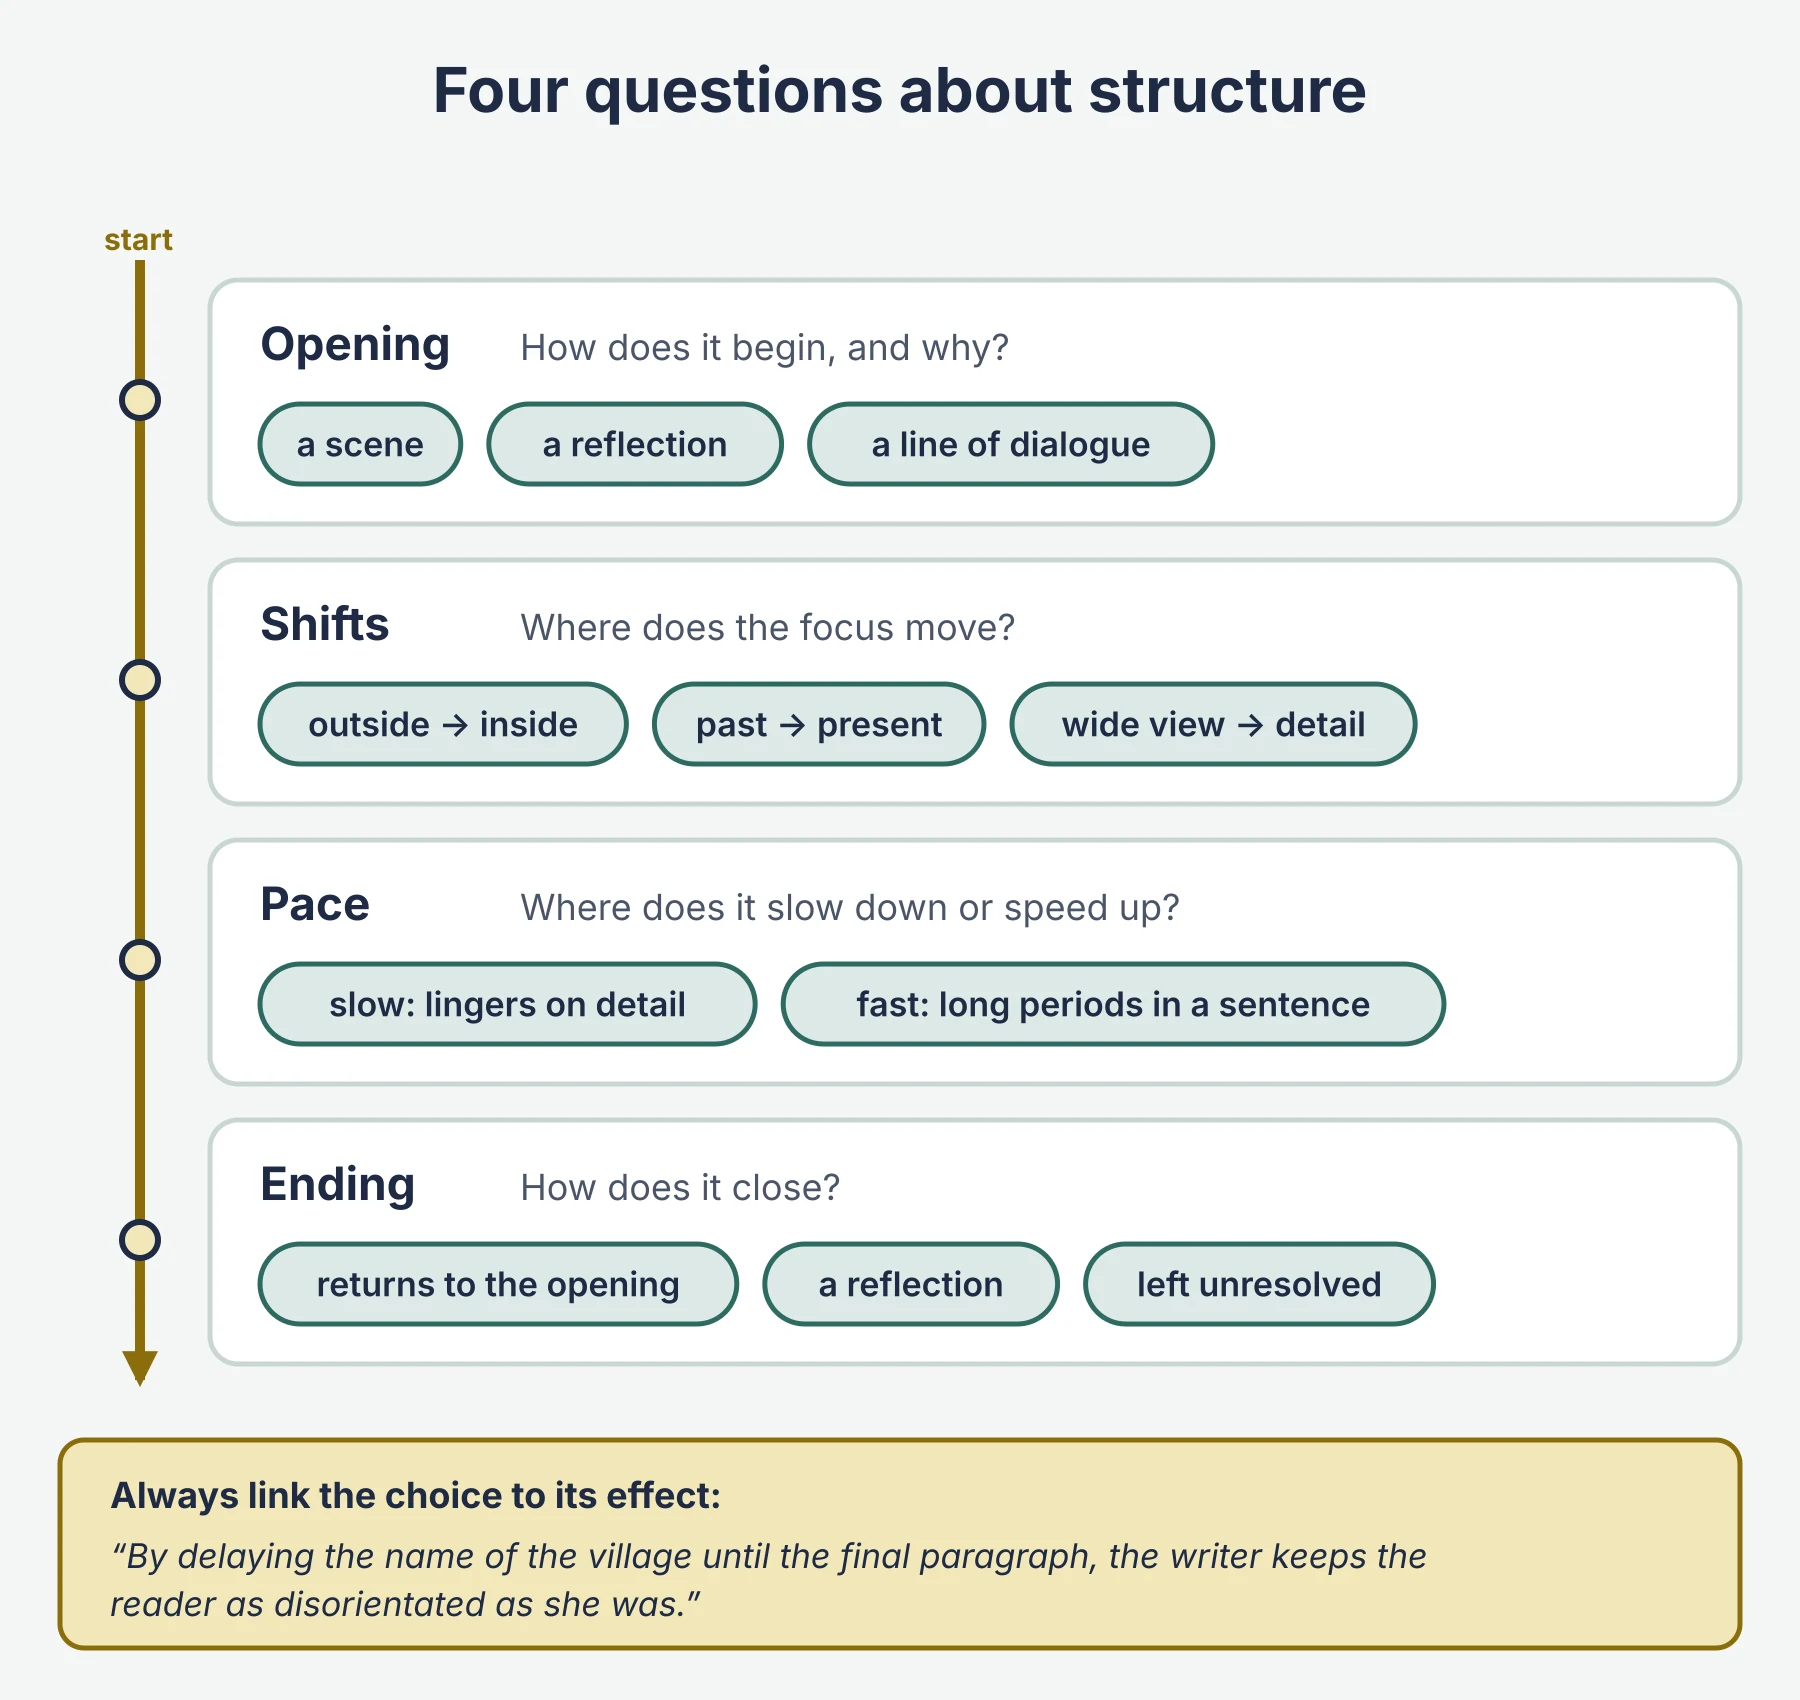 Four questions about structure
start
Opening How does it begin, and why?
a scene a reflection a line of dialogue
Shifts Where does the focus move?
outside → inside past → present wide view → detail
Pace Where does it slow down or speed up?
slow: lingers on detail fast: long periods in a sentence
Ending How does it close?
returns to the opening a reflection left unresolved
Always link the choice to its effect:
“By delaying the name of the village until the final paragraph, the writer keeps the
reader as disorientated as she was.”